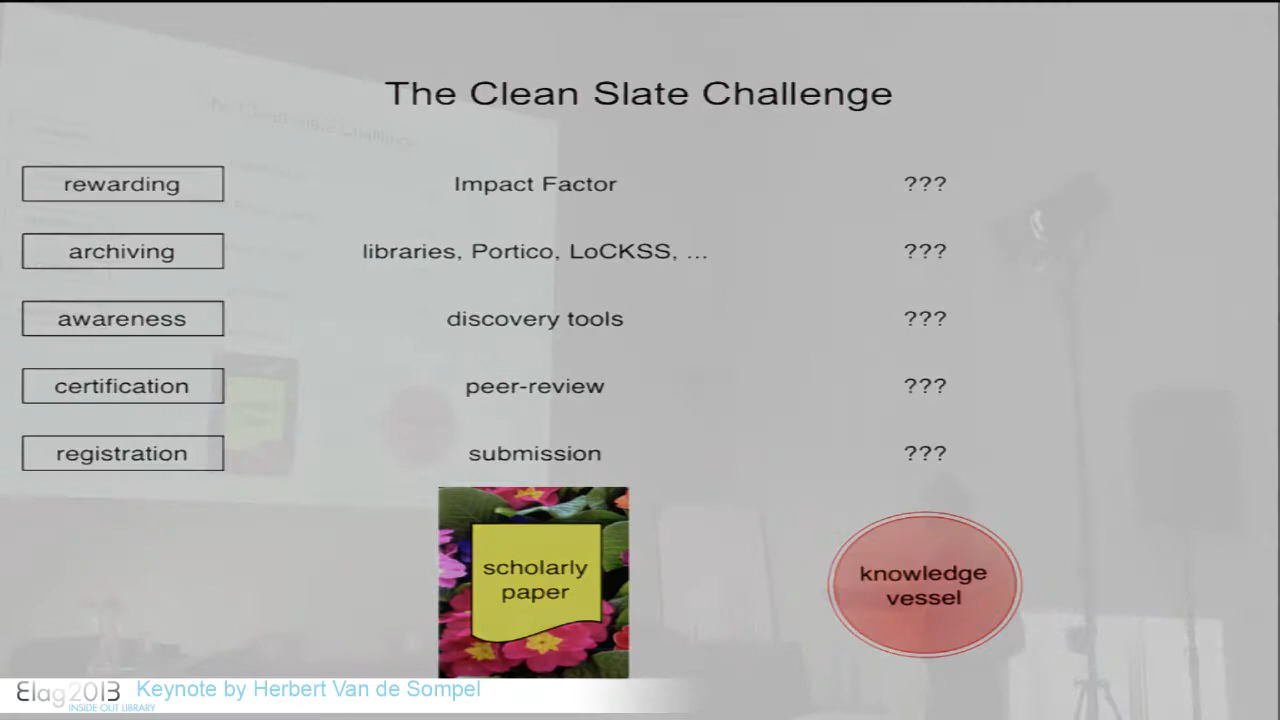 The Clean Slate Challenge
rewarding Impact Factor ???
archiving libraries, Portico, LoCKSS, ... ???
awareness discovery tools ???
certification peer-review ???
registration submission ???
scholarly
paper
knowledge
vessel
Elag2013 Keynote by Herbert Van de Sompel
INSIDE OUT LIBRARY